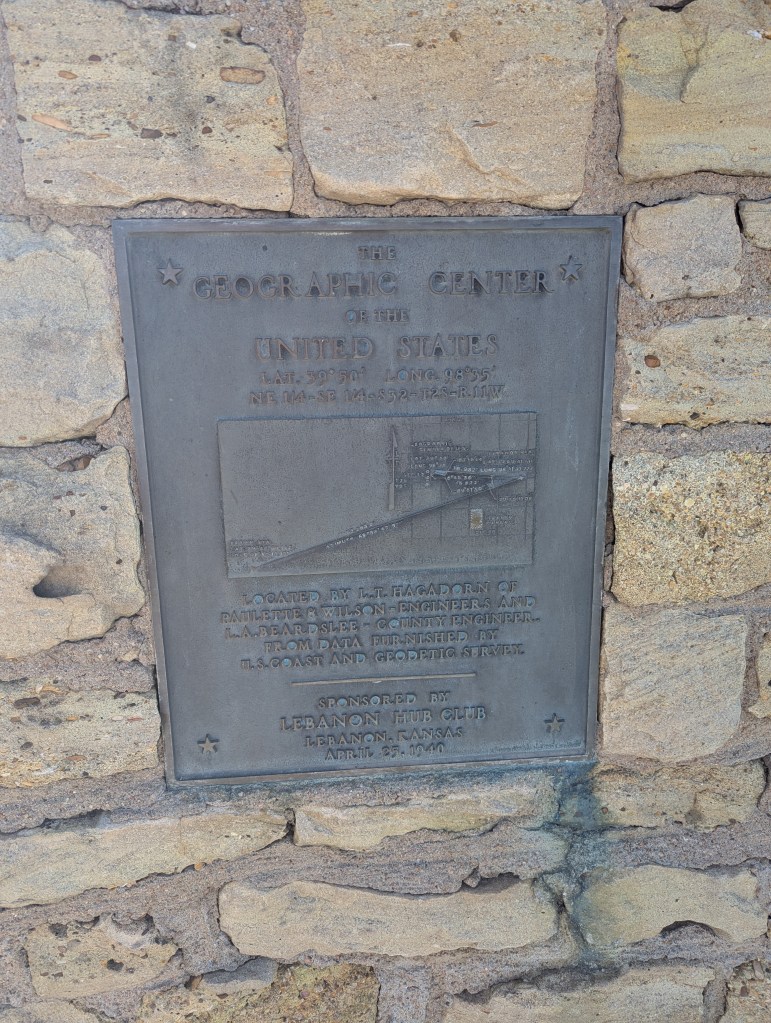 THE
GEOGRAPHIC CENTER
OF THE
UNITED STATES
LAT. 39°50' LONG. 98°35'
NE 1/4-SE 1/4-S32-T2S-R11W
LOCATED BY L.T. HAGADORN OF
PAULETTE & WILSON-ENGINEERS AND
L.A. BEARDSLEE - COUNTY ENGINEER.
FROM DATA FURNISHED BY
U.S. COAST AND GEODETIC SURVEY.
SPONSORED BY
LEBANON HUB CLUB
LEBANON, KANSAS
APRIL 25, 1940